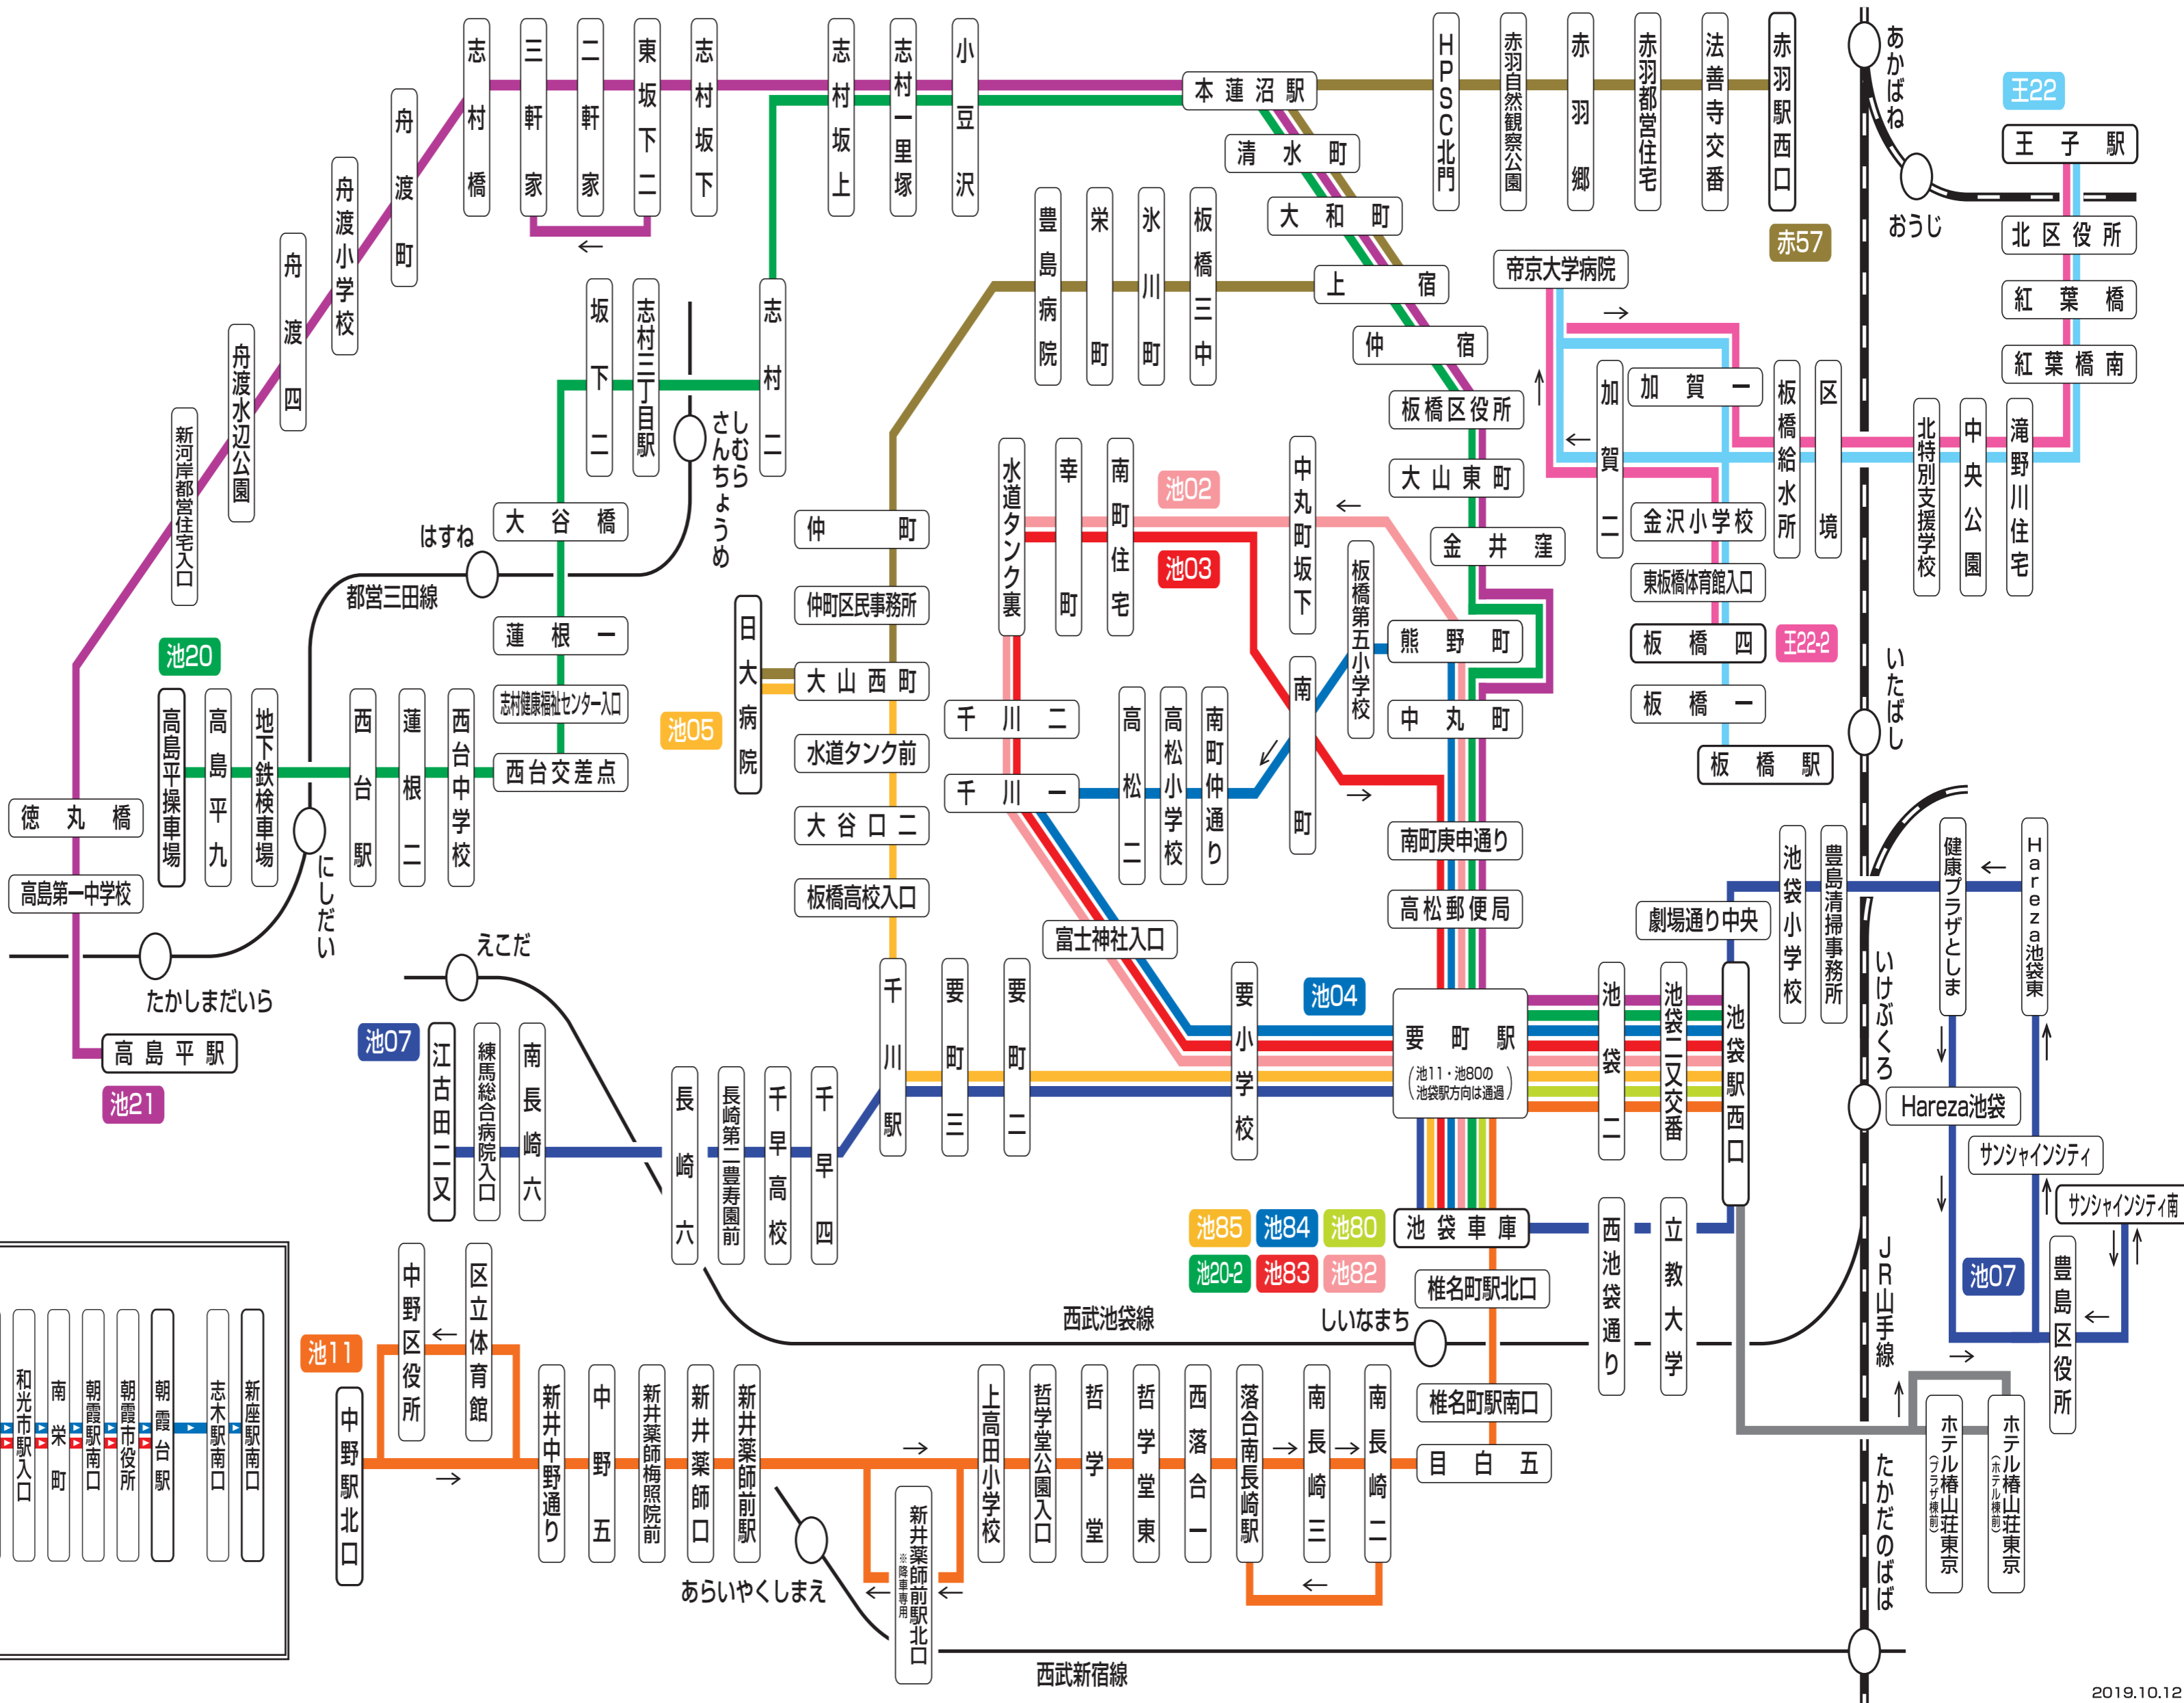 志村橋
三軒家
二軒家
東坂下二
志村坂下
志村坂上
志村一里塚
小豆沢
本蓮沼駅
HPSC北門
赤羽自然観察公園
赤羽郷
赤羽都営住宅
法善寺交番
赤羽駅西口
赤57
あかばね
おうじ
王22
王子駅
北区役所
紅葉橋
紅葉橋南
舟渡町
舟渡小学校
舟渡四
舟渡水辺公園
新河岸都営住宅入口
清水町
大和町
上宿
仲宿
板橋区役所
大山東町
金井窪
熊野町
中丸町
南町庚申通り
高松郵便局
豊島病院
栄町
氷川町
板橋三中
帝京大学病院
加賀二
加賀一
板橋給水所
区境
北特別支援学校
中央公園
滝野川住宅
金沢小学校
東板橋体育館入口
板橋四
王22-2
板橋一
板橋駅
いたばし
坂下二
志村三丁目駅
志村二
しむら
さんちょうめ
大谷橋
はすね
都営三田線
蓮根一
志村健康福祉センター入口
西台交差点
池20
高島平操車場
高島平九
地下鉄検車場
西台駅
蓮根二
西台中学校
にしだい
徳丸橋
高島第一中学校
たかしまだいら
高島平駅
池21
仲町
仲町区民事務所
日大病院
大山西町
池05
水道タンク前
大谷口二
板橋高校入口
水道タンク裏
幸町
南町住宅
池02
池03
中丸町坂下
板橋第五小学校
南町
千川二
千川一
高松二
高松小学校
南町仲通り
富士神社入口
えこだ
池07
江古田二又
練馬総合病院入口
南長崎六
長崎六
長崎第二豊寿園前
千早高校
千早四
千川駅
要町三
要町二
要小学校
池04
要町駅
(池11・池80の
池袋駅方向は通過)
池袋二
池袋二又交番
池袋駅西口
劇場通り中央
池袋小学校
豊島清掃事務所
いけぶくろ
健康プラザとしま
Hareza池袋東
Hareza池袋
サンシャインシティ
サンシャインシティ南
池07
豊島区役所
池85
池84
池80
池20-2
池83
池82
池袋車庫
西池袋通り
立教大学
椎名町駅北口
しいなまち
西武池袋線
椎名町駅南口
目白五
JR山手線
ホテル椿山荘東京
(プラザ棟前)
ホテル椿山荘東京
(ホテル棟前)
たかだのばば
池11
中野駅北口
中野区役所
区立体育館
新井中野通り
中野五
新井薬師梅照院前
新井薬師口
新井薬師前駅
あらいやくしまえ
新井薬師前駅北口
※降車専用
上高田小学校
哲学堂公園入口
哲学堂
哲学堂東
西落合一
落合南長崎駅
南長崎三
南長崎二
西武新宿線
和光市駅入口
南栄町
朝霞駅南口
朝霞市役所
朝霞台駅
志木駅南口
新座駅南口
2019.10.12